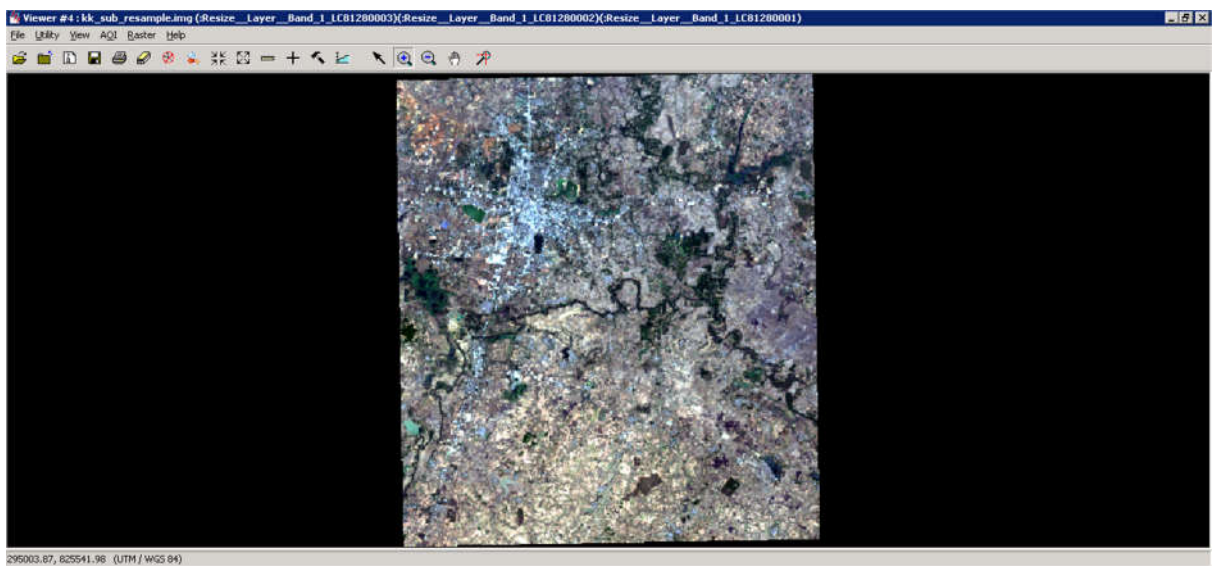 Viewer #4 : kk_sub_resample.img (:Resize__Layer__Band_1_LC81280003)(:Resize__Layer__Band_1_LC81280002)(:Resize__Layer__Band_1_LC81280001)
File Utility View AOI Raster Help
295003.87, 825541.98 (UTM / WGS 84)